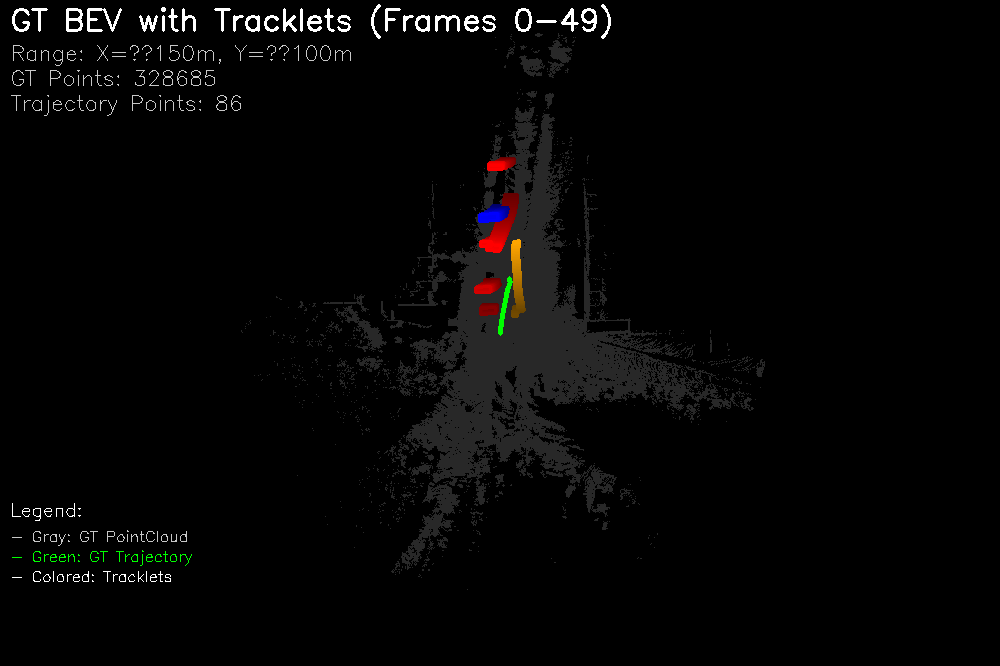 GT BEV with Tracklets (Frames 0-49)
Range: X=??150m, Y=??100m
GT Points: 328685
Trajectory Points: 86
Legend:
- Gray: GT PointCloud
- Green: GT Trajectory
- Colored: Tracklets